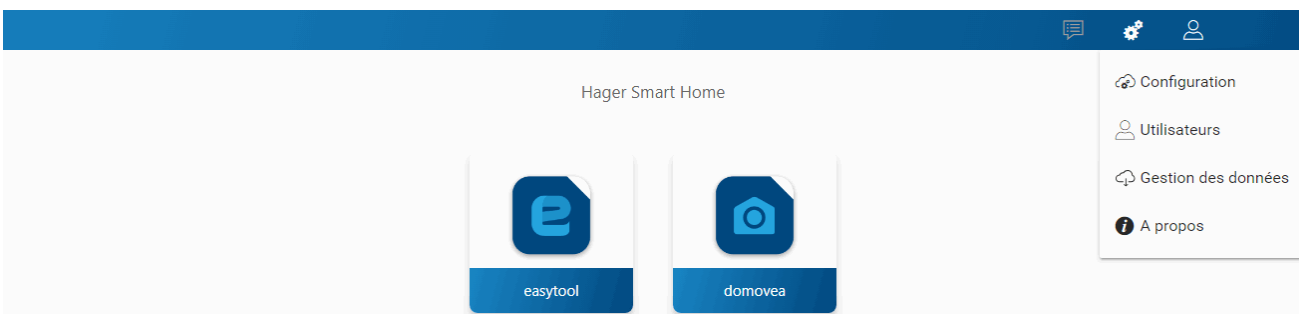 Hager Smart Home
Configuration
Utilisateurs
Gestion des données
A propos
easytool
domovea